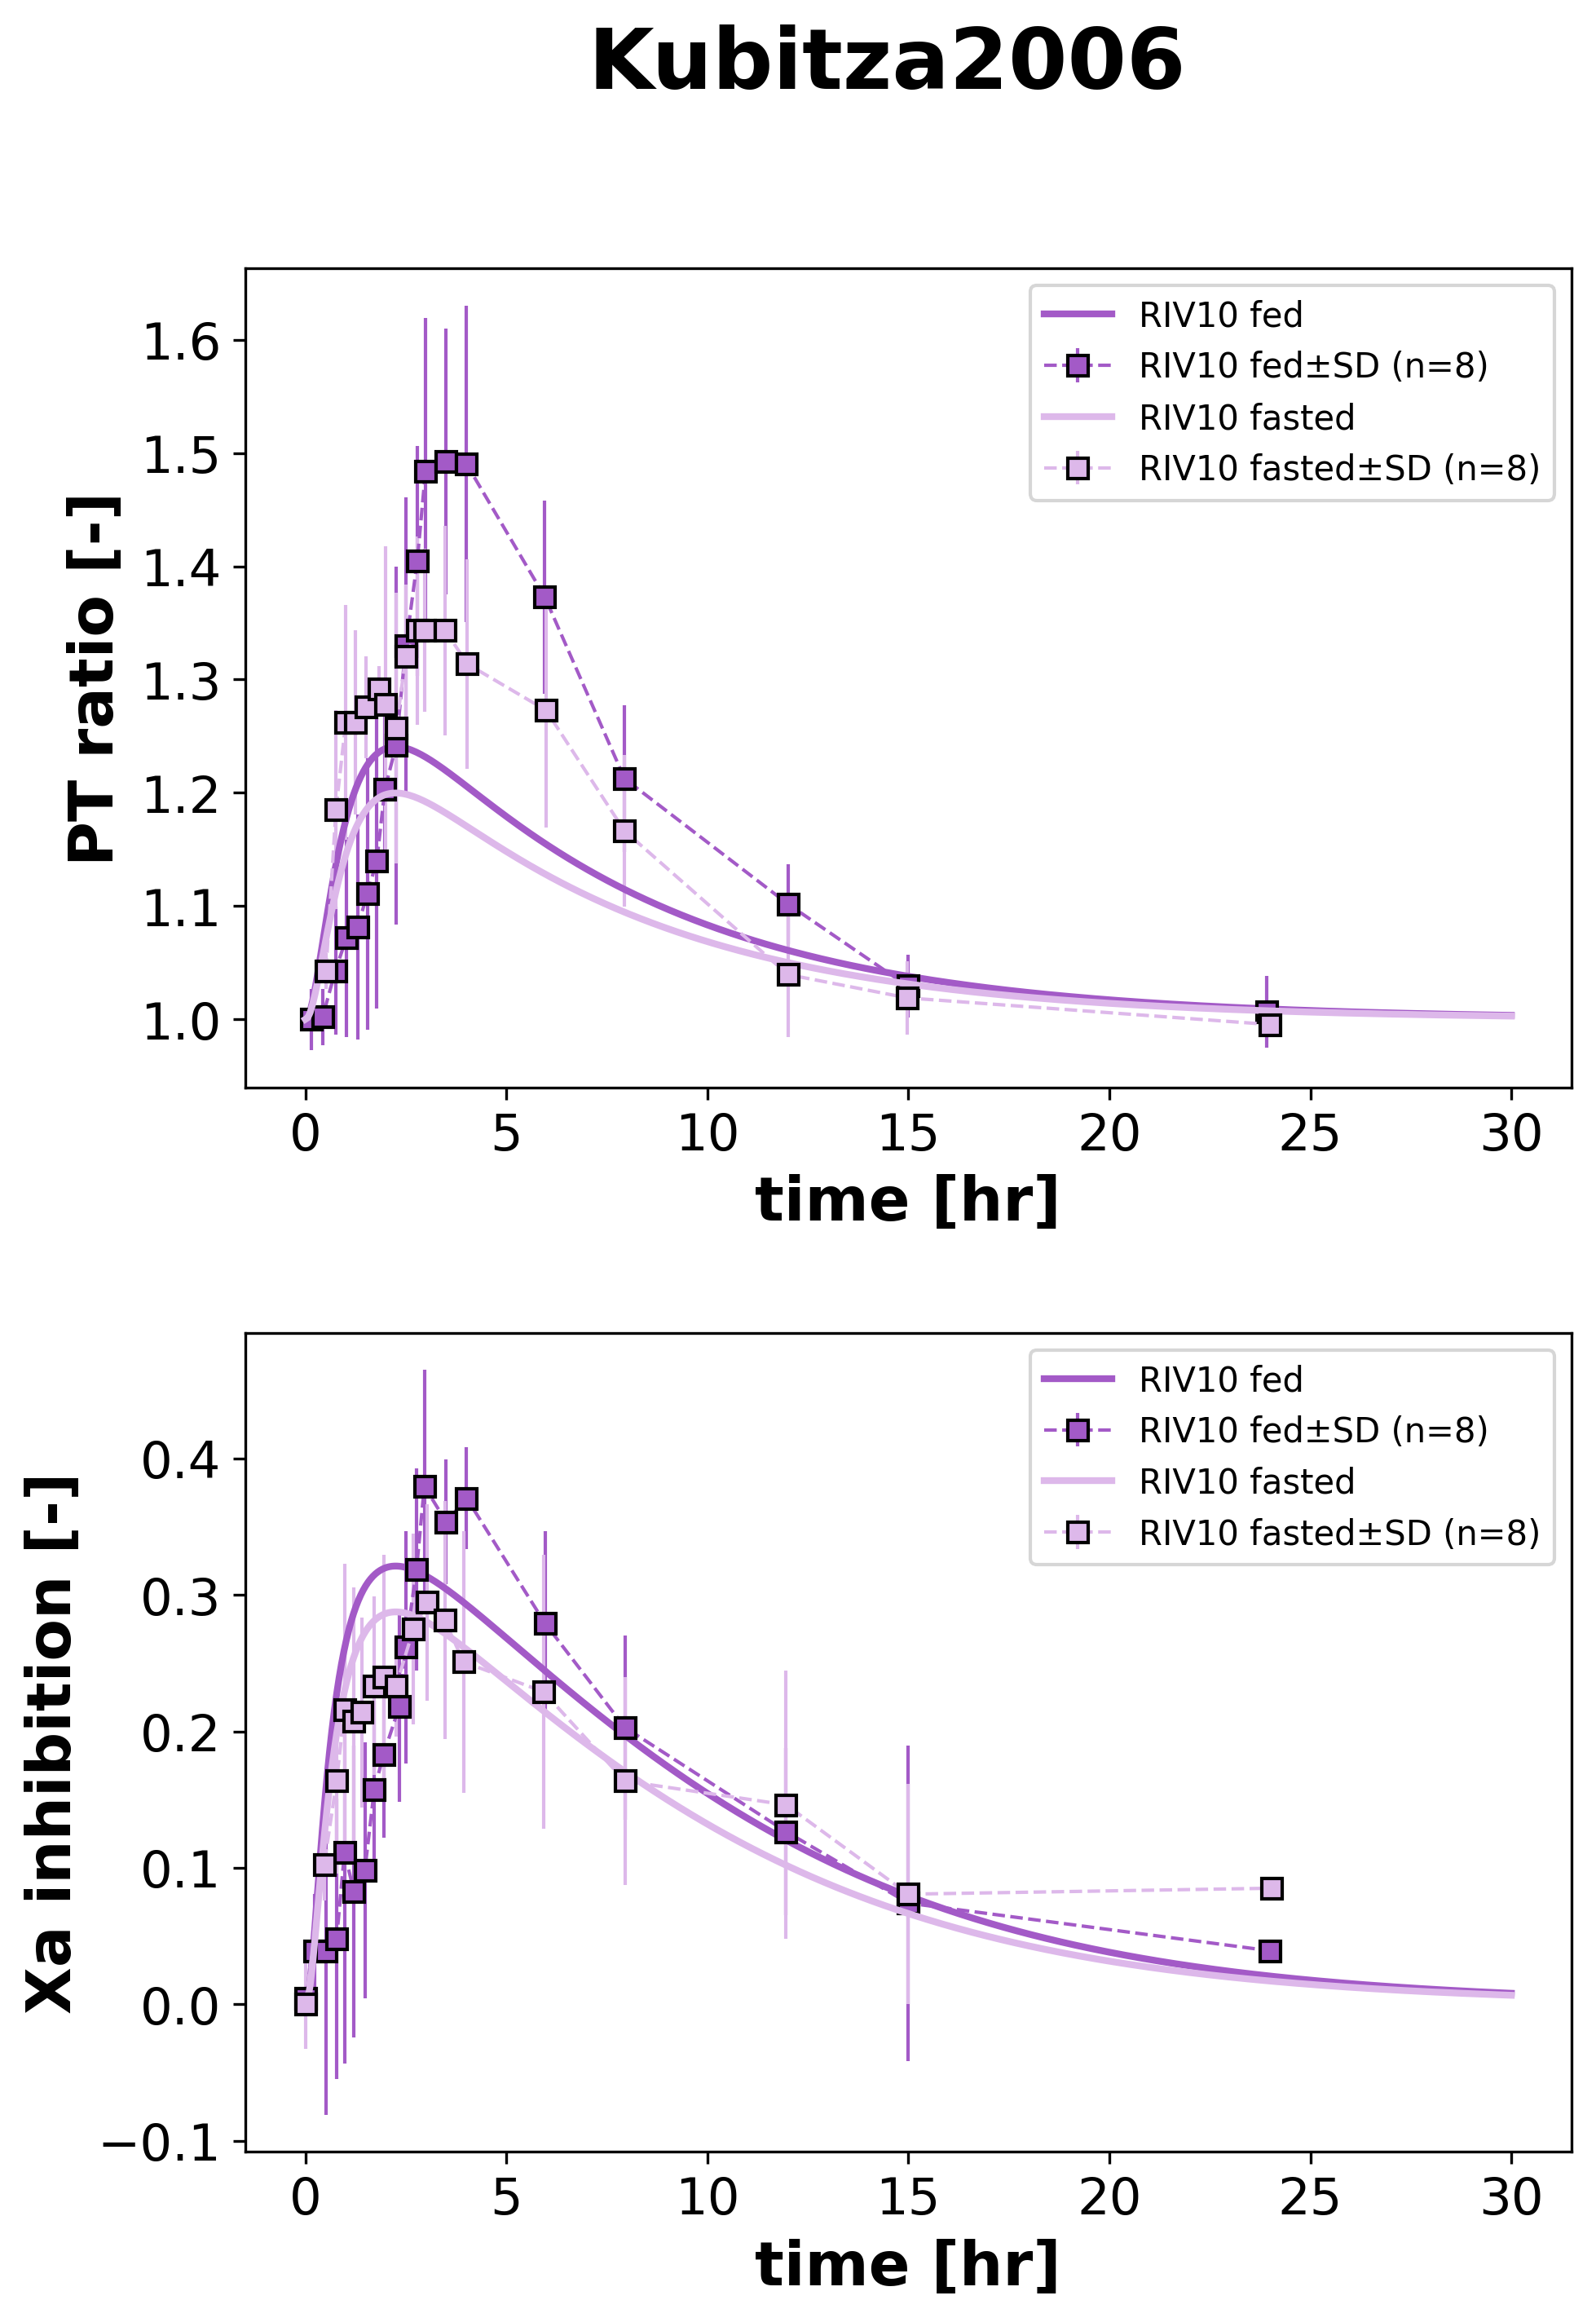 Kubitza2006
PT ratio [-]
1.6
1.5
1.4
1.3
1.2
1.1
1.0
RIV10 fed
RIV10 fed±SD (n=8)
RIV10 fasted
RIV10 fasted±SD (n=8)
0 5 10 15 20 25 30
time [hr]
Xa inhibition [-]
0.4
0.3
0.2
0.1
0.0
−0.1
RIV10 fed
RIV10 fed±SD (n=8)
RIV10 fasted
RIV10 fasted±SD (n=8)
0 5 10 15 20 25 30
time [hr]